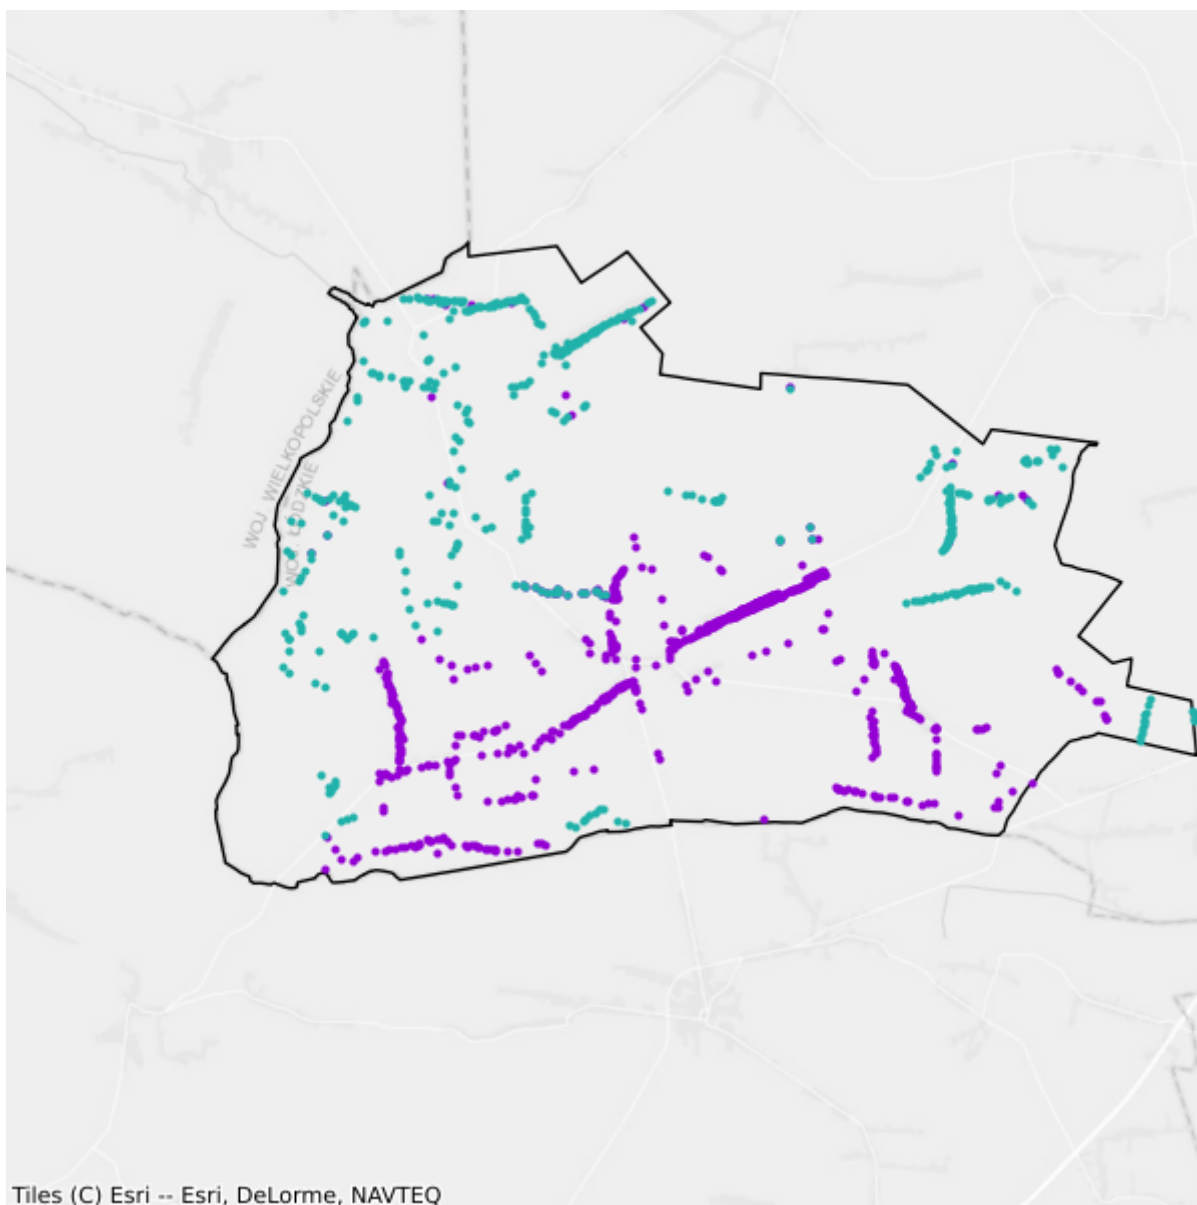 WOJ. WIELKOPOLSKIE
WOJ. ŁÓDZKIE
Tiles (C) Esri -- Esri, DeLorme, NAVTEQ